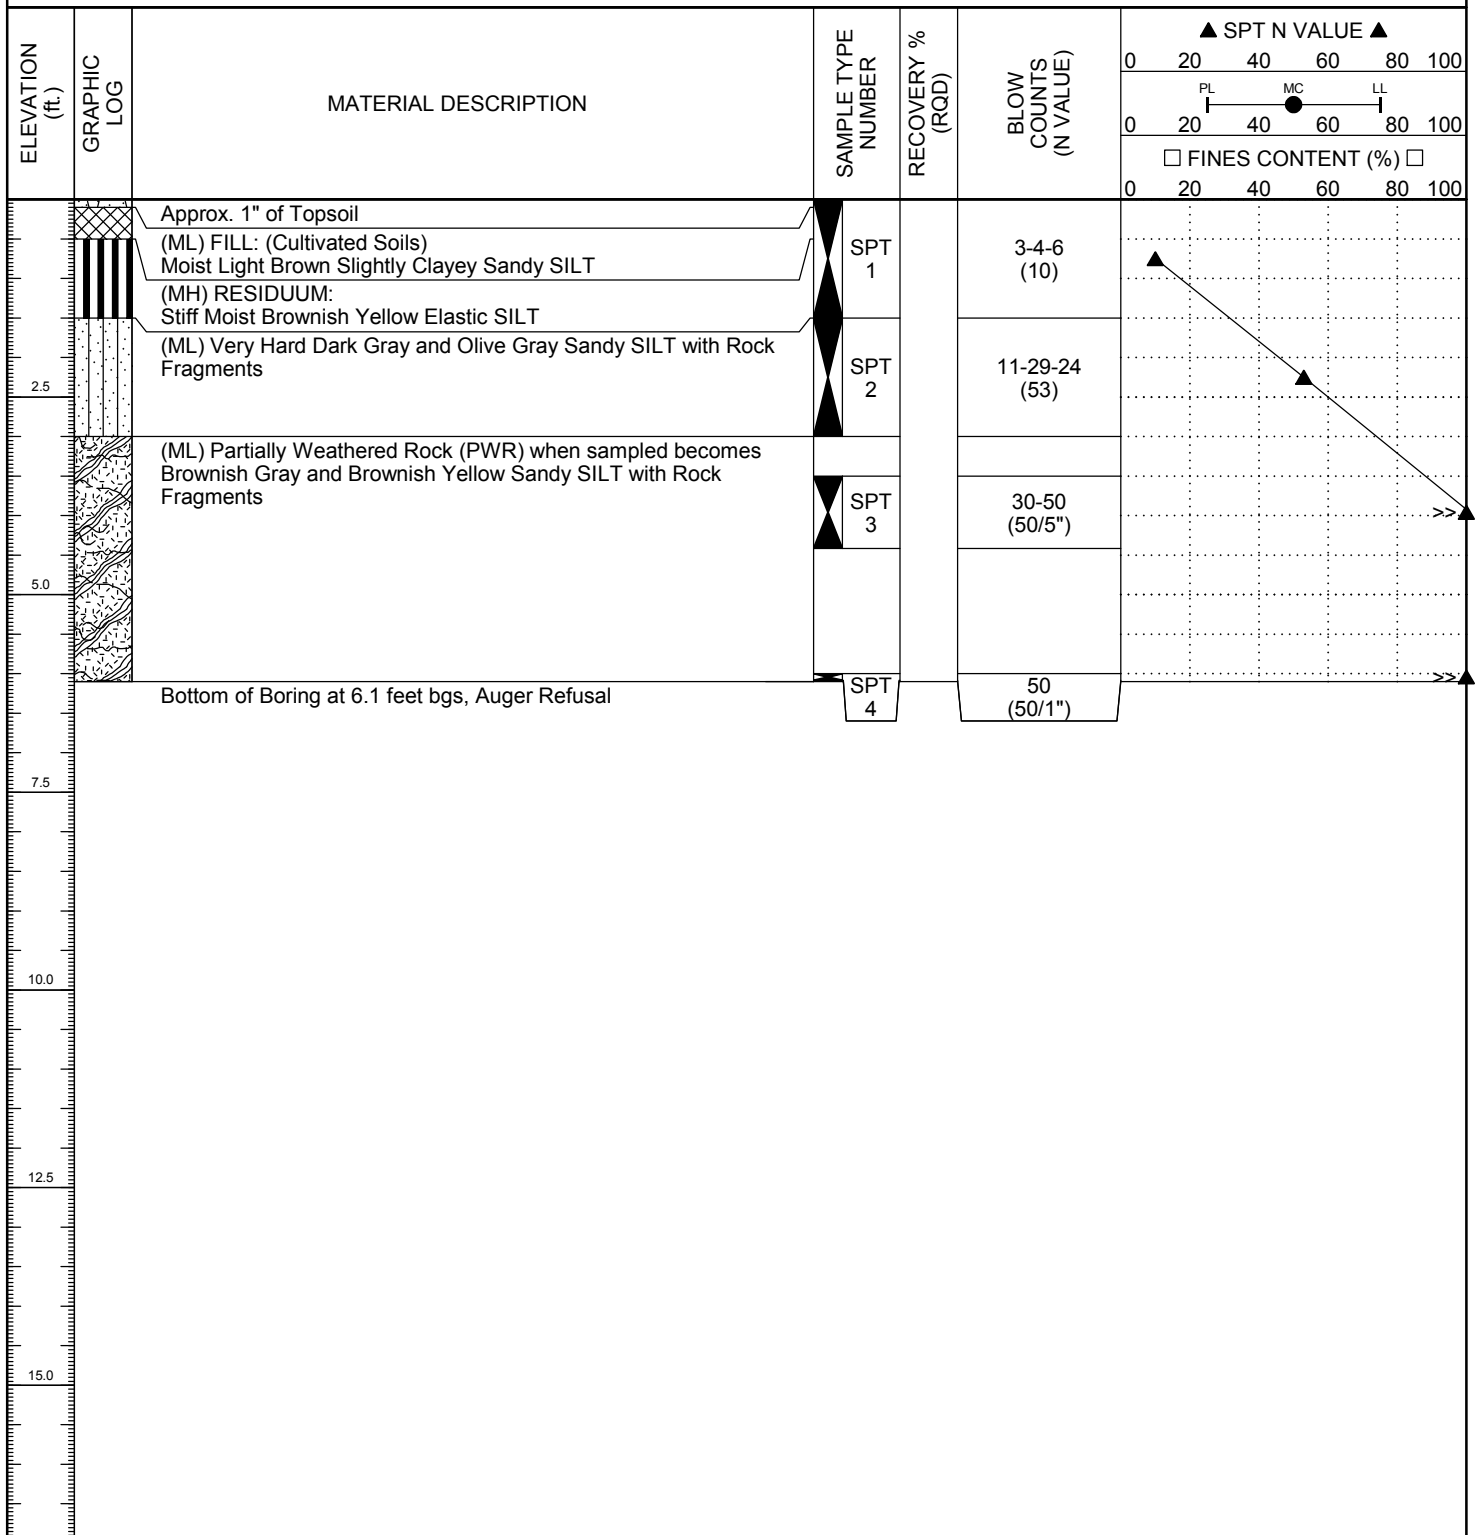 ELEVATION
(ft.)
GRAPHIC
LOG
MATERIAL DESCRIPTION
SAMPLE TYPE
NUMBER
RECOVERY %
(RQD)
BLOW
COUNTS
(N VALUE)
▲ SPT N VALUE ▲
0 20 40 60 80 100
PL MC LL
0 20 40 60 80 100
□ FINES CONTENT (%) □
0 20 40 60 80 100
Approx. 1" of Topsoil
(ML) FILL: (Cultivated Soils)
Moist Light Brown Slightly Clayey Sandy SILT
(MH) RESIDUUM:
Stiff Moist Brownish Yellow Elastic SILT
SPT
1
3-4-6
(10)
(ML) Very Hard Dark Gray and Olive Gray Sandy SILT with Rock
Fragments
SPT
2
11-29-24
(53)
2.5
(ML) Partially Weathered Rock (PWR) when sampled becomes
Brownish Gray and Brownish Yellow Sandy SILT with Rock
Fragments
SPT
3
30-50
(50/5")
>>
5.0
Bottom of Boring at 6.1 feet bgs, Auger Refusal
SPT
4
50
(50/1")
>>
7.5
10.0
12.5
15.0